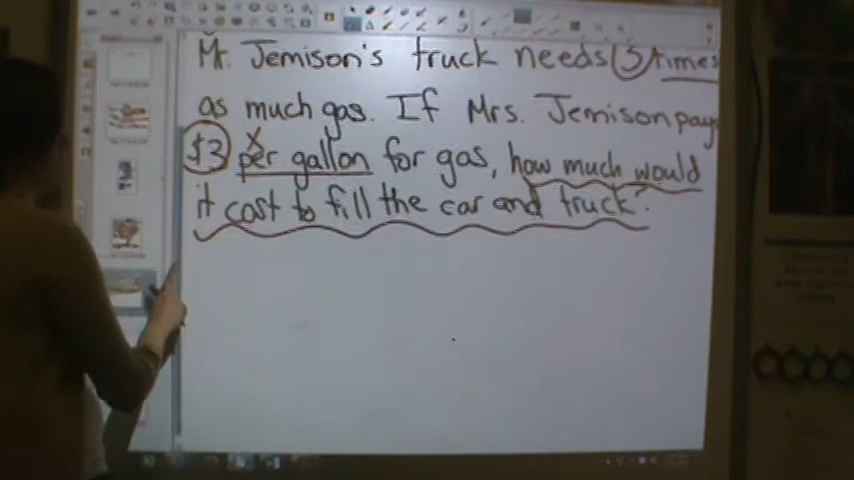 Mr. Jemison's truck needs 5 times
as much gas. If Mrs. Jemison pay
$3 per gallon for gas, how much would
it cost to fill the car and truck?
x